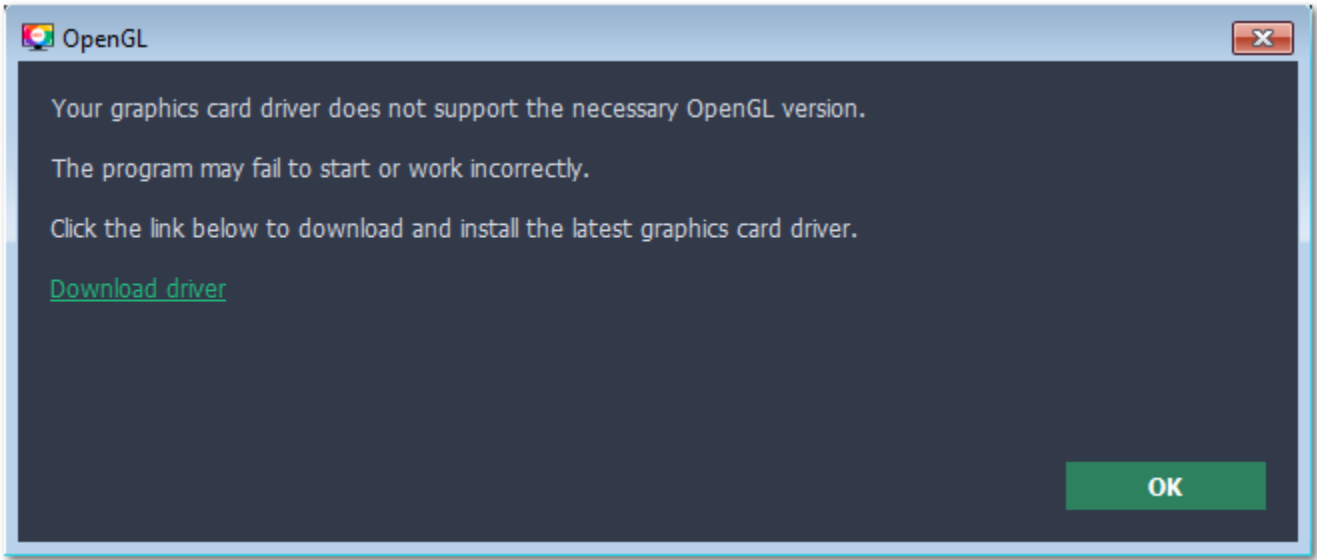 OpenGL
Your graphics card driver does not support the necessary OpenGL version.
The program may fail to start or work incorrectly.
Click the link below to download and install the latest graphics card driver.
Download driver
OK